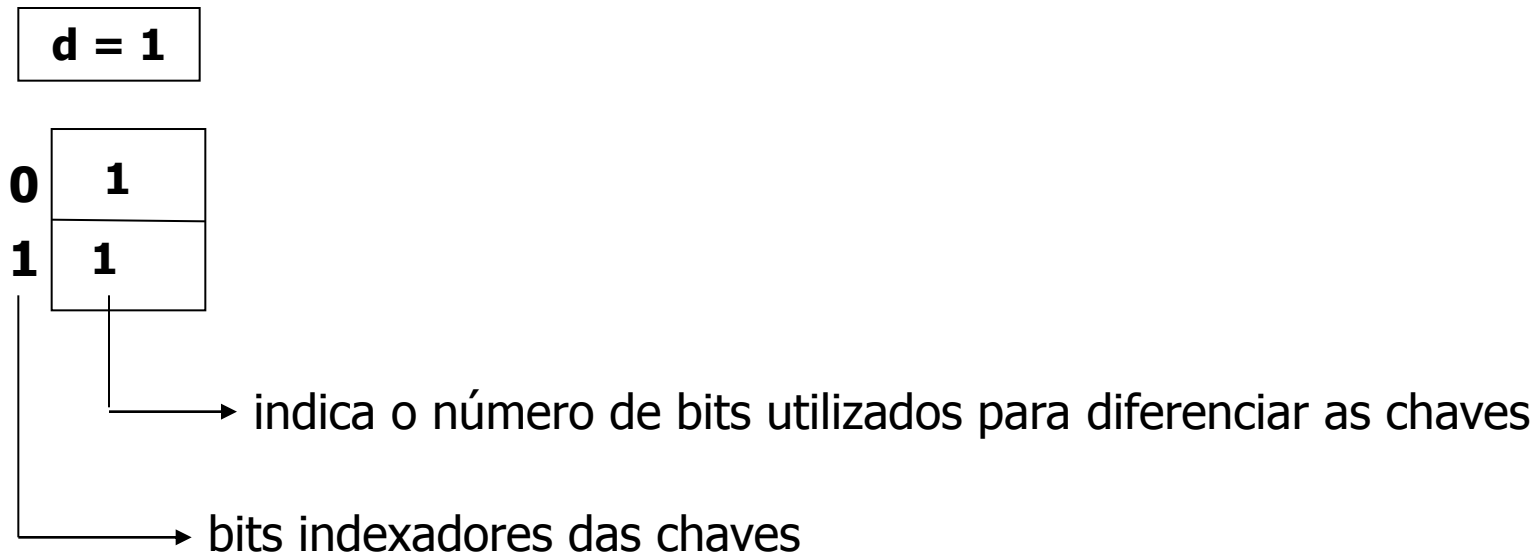 d = 1
0 1
1 1
indica o número de bits utilizados para diferenciar as chaves
bits indexadores das chaves